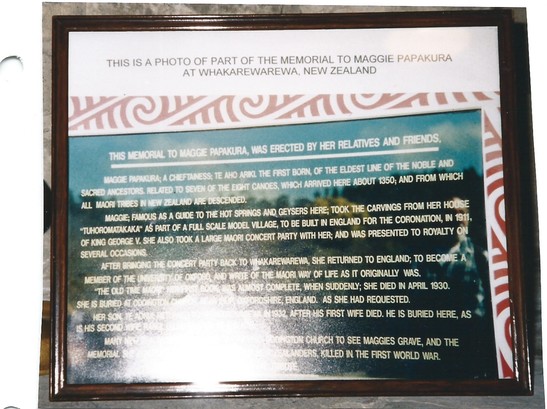 THIS IS A PHOTO OF PART OF THE MEMORIAL TO MAGGIE PAPAKURA
AT WHAKAREWAREWA, NEW ZEALAND
THIS MEMORIAL TO MAGGIE PAPAKURA, WAS ERECTED BY HER RELATIVES AND FRIENDS.
MAGGIE PAPAKURA; A CHIEFTAINESS: TE AHO ARIKI. THE FIRST BORN, OF THE ELDEST LINE OF THE NOBLE AND
SACRED ANCESTORS. RELATED TO SEVEN OF THE EIGHT CANOES, WHICH ARRIVED HERE ABOUT 1350; AND FROM WHICH
ALL MAORI TRIBES IN NEW ZEALAND ARE DESCENDED.
MAGGIE; FAMOUS AS A GUIDE TO THE HOT SPRINGS AND GEYSERS HERE; TOOK THE CARVINGS FROM HER HOUSE
"TUHOROMATAKAKA" AS PART OF A FULL SCALE MODEL VILLAGE, TO BE BUILT IN ENGLAND FOR THE CORONATION, IN 1911,
OF KING GEORGE V. SHE ALSO TOOK A LARGE MAORI CONCERT PARTY WITH HER; AND WAS PRESENTED TO ROYALTY ON
SEVERAL OCCASIONS.
AFTER BRINGING THE CONCERT PARTY BACK TO WHAKAREWAREWA, SHE RETURNED TO ENGLAND; TO BECOME A
MEMBER OF THE UNIVERSITY OF OXFORD, AND WRITE OF THE MAORI WAY OF LIFE AS IT ORIGINALLY WAS.
"THE OLD TIME MAORI" HER FIRST BOOK, WAS ALMOST COMPLETE, WHEN SUDDENLY; SHE DIED IN APRIL 1930.
SHE IS BURIED AT ODDINGTON CHURCH, OXFORDSHIRE, ENGLAND. AS SHE HAD REQUESTED.
HER SON, TE IN 1932, AFTER HIS FIRST WIFE DIED. HE IS BURIED HERE, AS
IS HIS SECOND WIFE
MANY CHURCH TO SEE MAGGIES GRAVE, AND THE
MEMORIAL KILLED IN THE FIRST WORLD WAR.